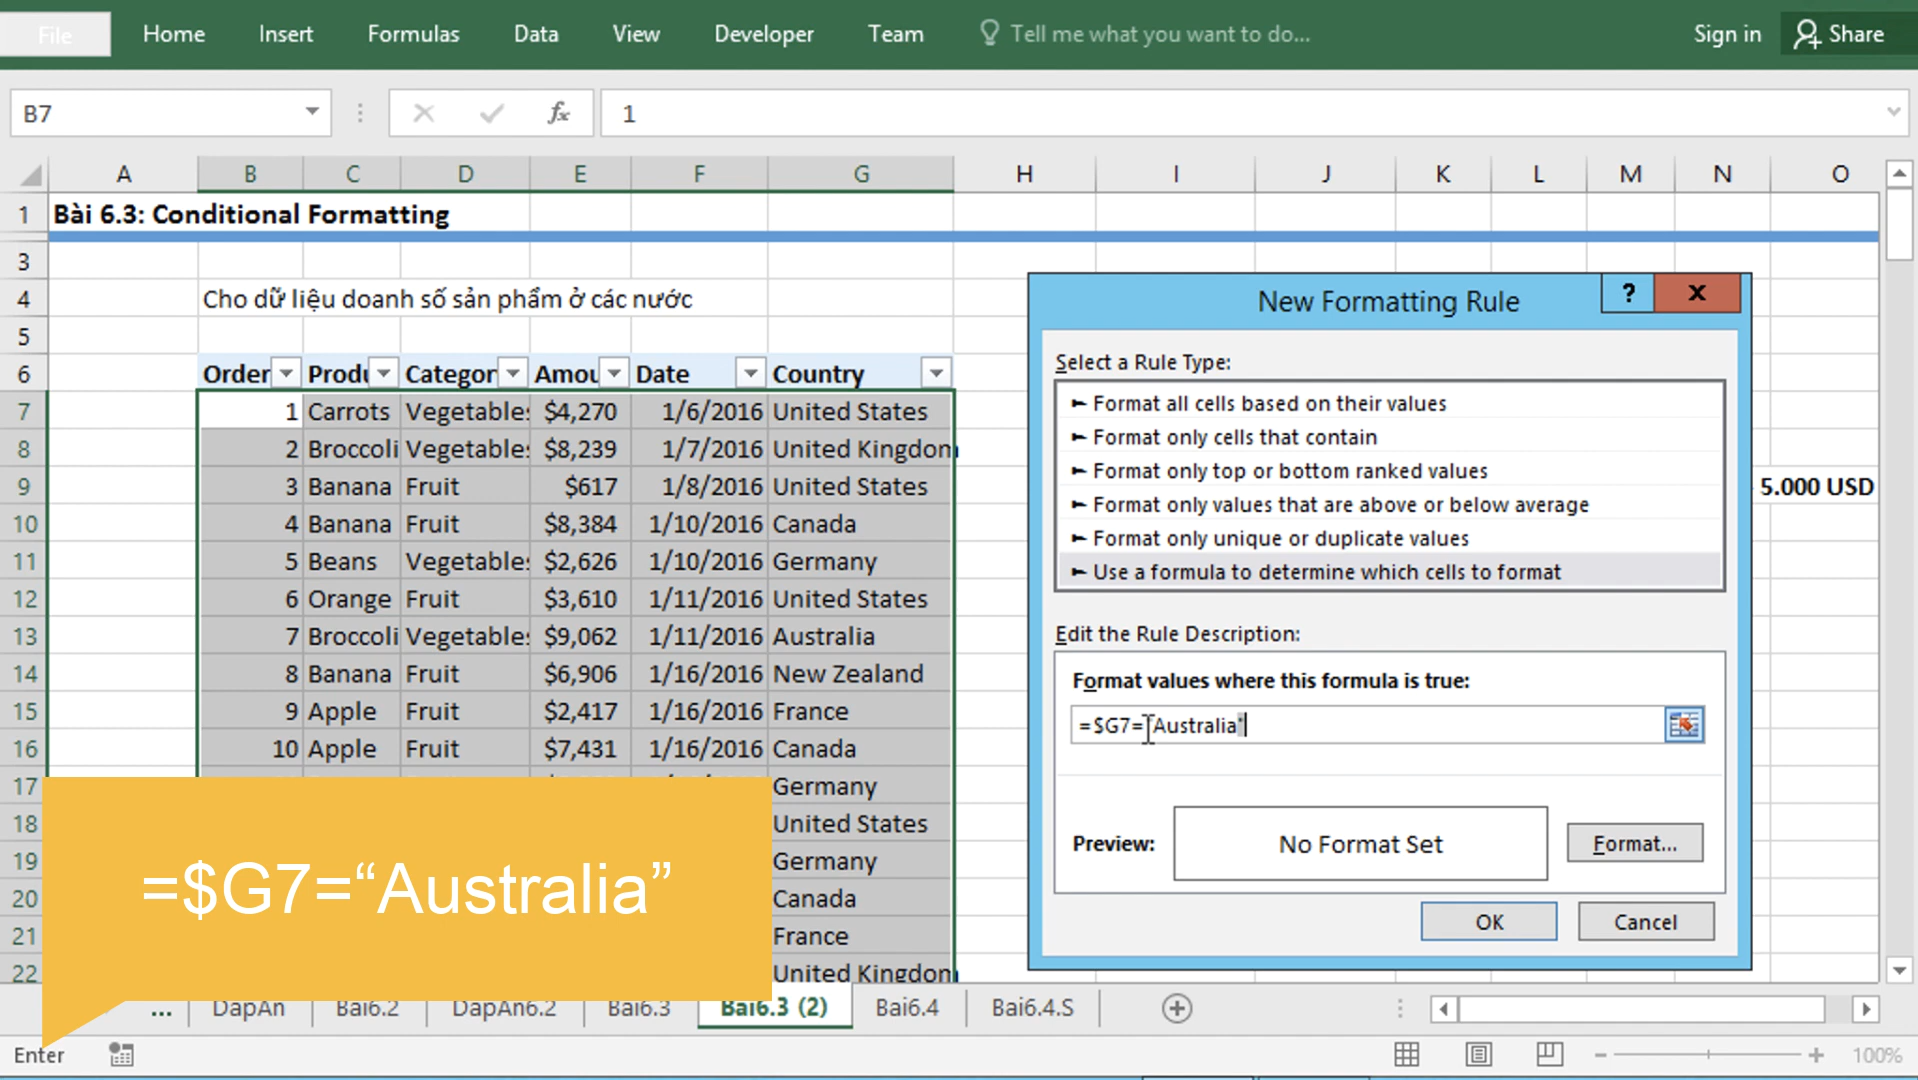 File Home Insert Formulas Data View Developer Team Tell me what you want to do... Sign in Share
B7 fx 1
A B C D E F G H I J K L M N O
1 Bài 6.3: Conditional Formatting
3
4 Cho dữ liệu doanh số sản phẩm ở các nước
5
6 Order Produ Categor Amou Date Country
7 1 Carrots Vegetables $4,270 1/6/2016 United States
8 2 Broccoli Vegetables $8,239 1/7/2016 United Kingdom
9 3 Banana Fruit $617 1/8/2016 United States
10 4 Banana Fruit $8,384 1/10/2016 Canada
11 5 Beans Vegetables $2,626 1/10/2016 Germany
12 6 Orange Fruit $3,610 1/11/2016 United States
13 7 Broccoli Vegetables $9,062 1/11/2016 Australia
14 8 Banana Fruit $6,906 1/16/2016 New Zealand
15 9 Apple Fruit $2,417 1/16/2016 France
16 10 Apple Fruit $7,431 1/16/2016 Canada
17 Germany
18 United States
19 Germany
20 Canada
21 France
22 United Kingdom
5.000 USD
New Formatting Rule ? x
Select a Rule Type:
► Format all cells based on their values
► Format only cells that contain
► Format only top or bottom ranked values
► Format only values that are above or below average
► Format only unique or duplicate values
► Use a formula to determine which cells to format
Edit the Rule Description:
Format values where this formula is true:
=$G7="Australia"
Preview: No Format Set Format...
OK Cancel
=$G7=“Australia”
... DapAn Bai6.2 DapAn6.2 Bai6.3 Bai6.3 (2) Bai6.4 Bai6.4.S
Enter 100%